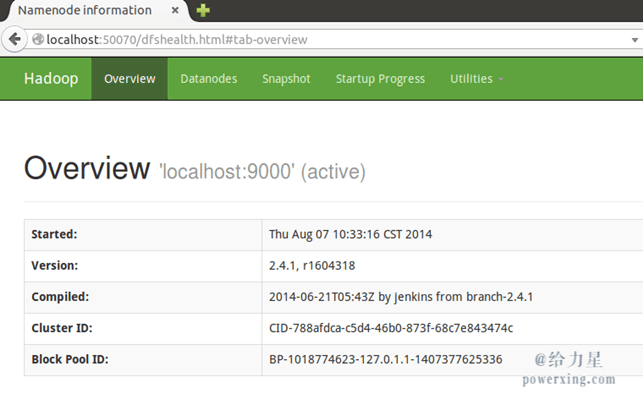 Namenode information
localhost:50070/dfshealth.html#tab-overview
Hadoop Overview Datanodes Snapshot Startup Progress Utilities
Overview 'localhost:9000' (active)
Started: Thu Aug 07 10:33:16 CST 2014
Version: 2.4.1, r1604318
Compiled: 2014-06-21T05:43Z by jenkins from branch-2.4.1
Cluster ID: CID-788afdca-c5d4-46b0-873f-68c7e843474c
Block Pool ID: BP-1018774623-127.0.1.1-1407377625336
@给力星
powerxing.com